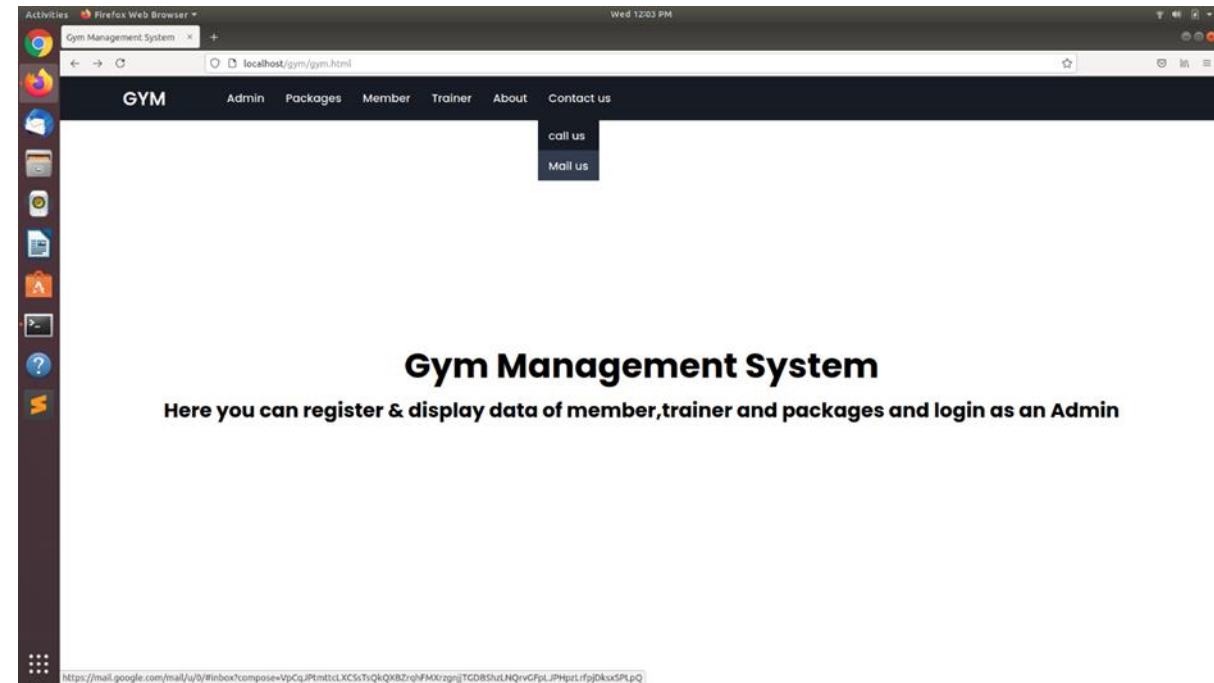 Activities Firefox Web Browser Wed 12:03 PM
Gym Management System
localhost/gym/gym.html
GYM Admin Packages Member Trainer About Contact us
call us
Mail us
Gym Management System
Here you can register & display data of member,trainer and packages and login as an Admin